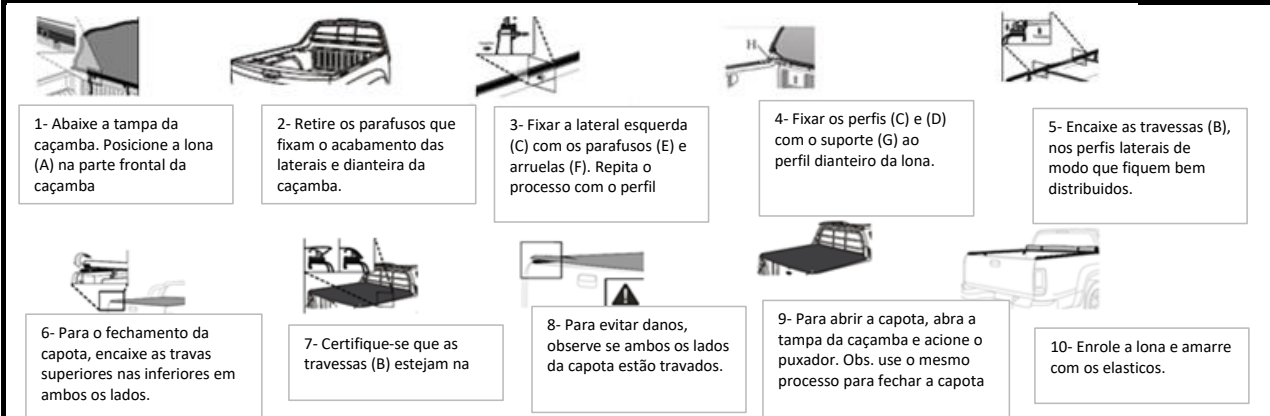 1- Abaixe a tampa da
caçamba. Posicione a lona
(A) na parte frontal da
caçamba
2- Retire os parafusos que
fixam o acabamento das
laterais e dianteira da
caçamba.
3- Fixar a lateral esquerda
(C) com os parafusos (E) e
arruelas (F). Repita o
processo com o perfil
H
4- Fixar os perfis (C) e (D)
com o suporte (G) ao
perfil dianteiro da lona.
5- Encaixe as travessas (B),
nos perfis laterais de
modo que fiquem bem
distribuidos.
6- Para o fechamento da
capota, encaixe as travas
superiores nas inferiores em
ambos os lados.
7- Certifique-se que as
travessas (B) estejam na
8- Para evitar danos,
observe se ambos os lados
da capota estão travados.
9- Para abrir a capota, abra a
tampa da caçamba e acione o
puxador. Obs. use o mesmo
processo para fechar a capota
10- Enrole a lona e amarre
com os elasticos.